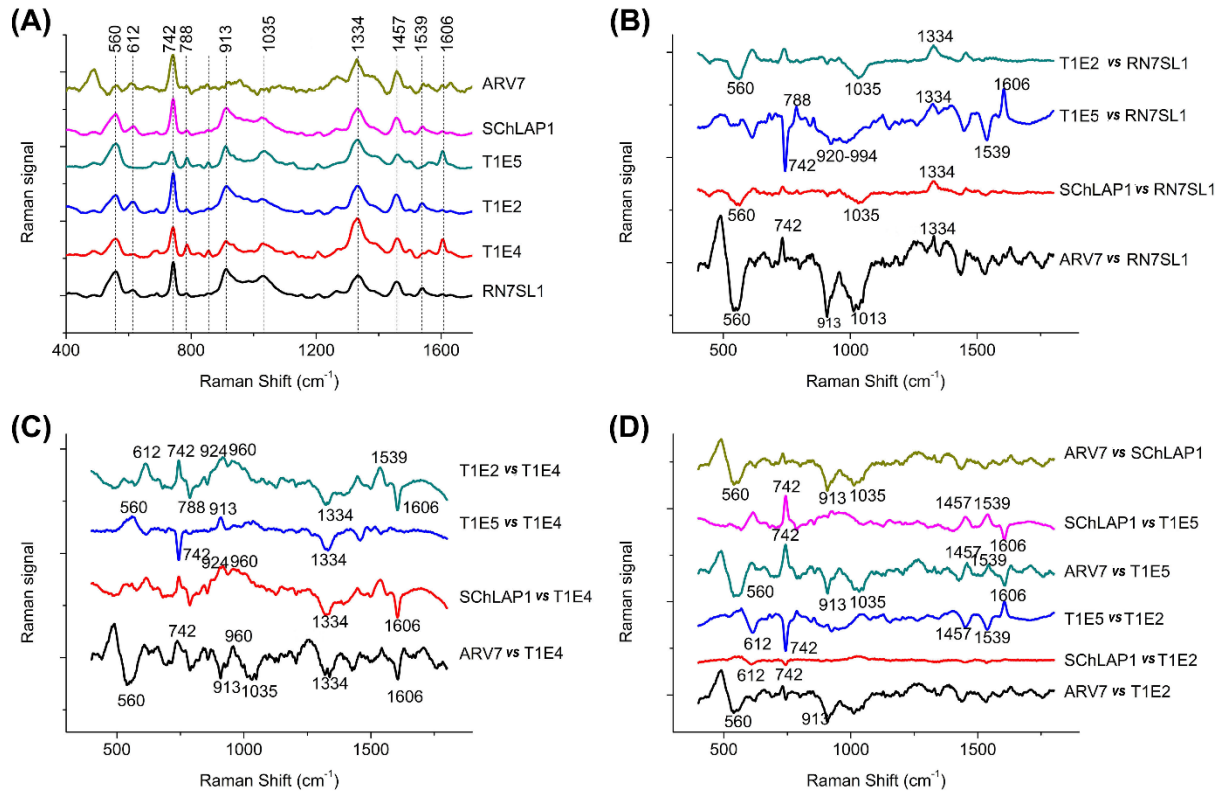 (A)
560 612 742 788 913 1035 1334 1457 1539 1606
ARV7
SChLAP1
T1E5
T1E2
T1E4
RN7SL1
Raman signal
400 800 1200 1600
Raman Shift (cm⁻¹)
(B)
1334
T1E2 vs RN7SL1
560 1035
1606
788 1334
T1E5 vs RN7SL1
742 920-994 1539
1334
SChLAP1 vs RN7SL1
560 1035
742 1334
ARV7 vs RN7SL1
560 913 1013
Raman signal
500 1000 1500
Raman Shift (cm⁻¹)
(C)
612 742 924 960 1539
T1E2 vs T1E4
788 1334 1606
560 913
T1E5 vs T1E4
742 1334
924 960
SChLAP1 vs T1E4
1334 1606
742 960
ARV7 vs T1E4
560 913 1035 1334 1606
Raman signal
500 1000 1500
Raman Shift (cm⁻¹)
(D)
ARV7 vs SChLAP1
560 913 1035
742 1457 1539
SChLAP1 vs T1E5
1606
742 1457 1539
ARV7 vs T1E5
560 913 1035 1606
T1E5 vs T1E2
612 742 1457 1539
SChLAP1 vs T1E2
612 742
ARV7 vs T1E2
560 913
Raman signal
500 1000 1500
Raman Shift (cm⁻¹)